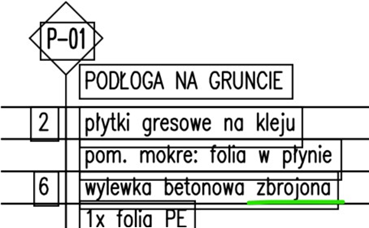 P-01
PODŁOGA NA GRUNCIE
2 płytki gresowe na kleju
pom. mokre: folia w płynie
6 wylewka betonowa zbrojona
1x folia PE